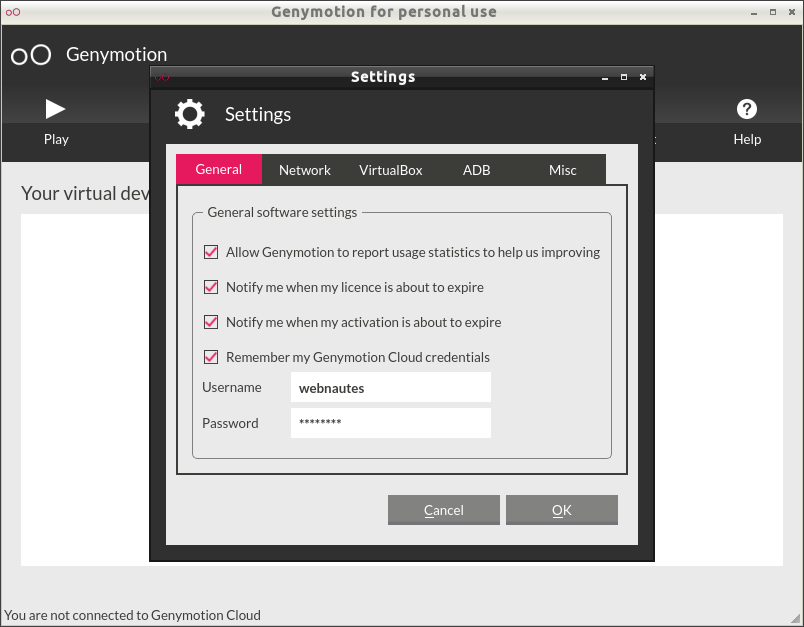 Genymotion for personal use
Genymotion
Settings
Settings
Play
Help
Your virtual dev
General Network VirtualBox ADB Misc
General software settings
Allow Genymotion to report usage statistics to help us improving
Notify me when my licence is about to expire
Notify me when my activation is about to expire
Remember my Genymotion Cloud credentials
Username webnautes
Password ********
Cancel OK
You are not connected to Genymotion Cloud